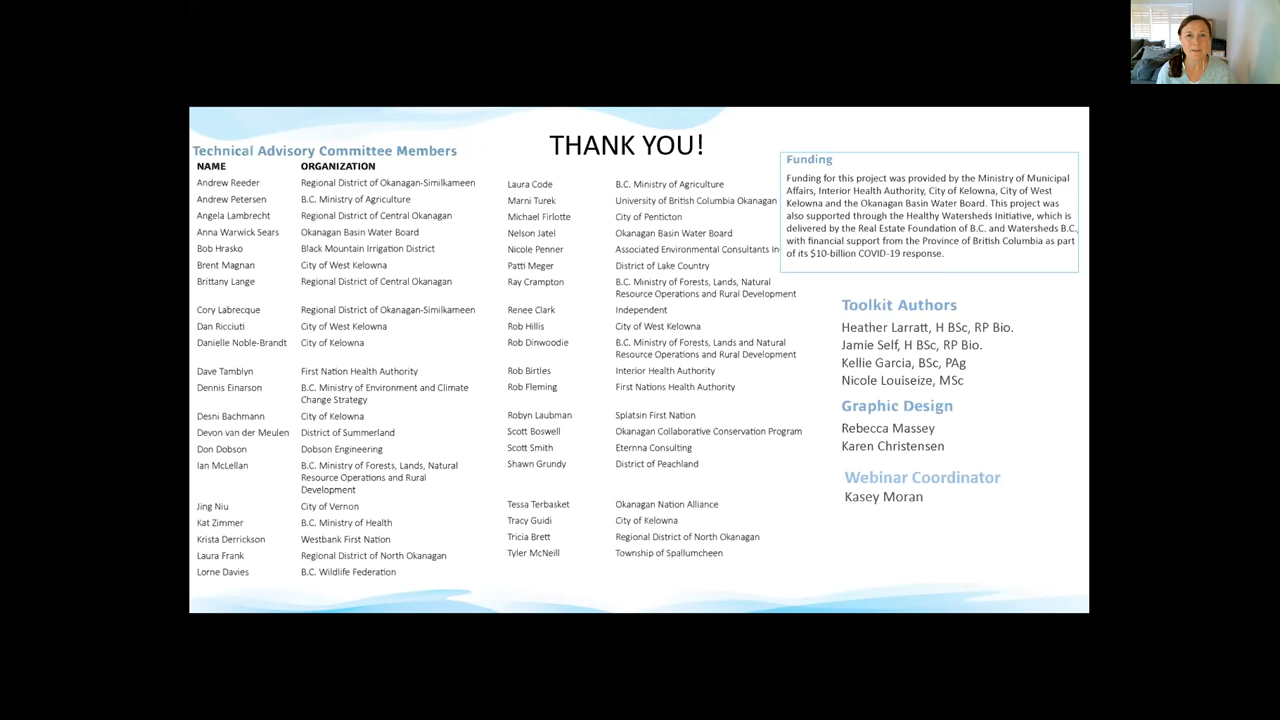 THANK YOU!
Technical Advisory Committee Members
NAME ORGANIZATION
Andrew Reeder Regional District of Okanagan-Similkameen
Andrew Petersen B.C. Ministry of Agriculture
Angela Lambrecht Regional District of Central Okanagan
Anna Warwick Sears Okanagan Basin Water Board
Bob Hrasko Black Mountain Irrigation District
Brent Magnan City of West Kelowna
Brittany Lange Regional District of Central Okanagan
Cory Labrecque Regional District of Okanagan-Similkameen
Dan Ricciuti City of West Kelowna
Danielle Noble-Brandt City of Kelowna
Dave Tamblyn First Nation Health Authority
Dennis Einarson B.C. Ministry of Environment and Climate
Change Strategy
Desni Bachmann City of Kelowna
Devon van der Meulen District of Summerland
Don Dobson Dobson Engineering
Ian McLellan B.C. Ministry of Forests, Lands, Natural
Resource Operations and Rural
Development
Jing Niu City of Vernon
Kat Zimmer B.C. Ministry of Health
Krista Derrickson Westbank First Nation
Laura Frank Regional District of North Okanagan
Lorne Davies B.C. Wildlife Federation
Laura Code B.C. Ministry of Agriculture
Marni Turek University of British Columbia Okanagan
Michael Firlotte City of Penticton
Nelson Jatel Okanagan Basin Water Board
Nicole Penner Associated Environmental Consultants In
Patti Meger District of Lake Country
Ray Crampton B.C. Ministry of Forests, Lands, Natural
Resource Operations and Rural Development
Renee Clark Independent
Rob Hillis City of West Kelowna
Rob Dinwoodie B.C. Ministry of Forests, Lands and Natural
Resource Operations and Rural Development
Rob Birtles Interior Health Authority
Rob Fleming First Nations Health Authority
Robyn Laubman Splatsin First Nation
Scott Boswell Okanagan Collaborative Conservation Program
Scott Smith Eternna Consulting
Shawn Grundy District of Peachland
Tessa Terbasket Okanagan Nation Alliance
Tracy Guidi City of Kelowna
Tricia Brett Regional District of North Okanagan
Tyler McNeill Township of Spallumcheen
Funding
Funding for this project was provided by the Ministry of Municipal
Affairs, Interior Health Authority, City of Kelowna, City of West
Kelowna and the Okanagan Basin Water Board. This project was
also supported through the Healthy Watersheds Initiative, which is
delivered by the Real Estate Foundation of B.C. and Watersheds B.C.,
with financial support from the Province of British Columbia as part
of its $10-billion COVID-19 response.
Toolkit Authors
Heather Larratt, H BSc, RP Bio.
Jamie Self, H BSc, RP Bio.
Kellie Garcia, BSc, PAg
Nicole Louiseize, MSc
Graphic Design
Rebecca Massey
Karen Christensen
Webinar Coordinator
Kasey Moran